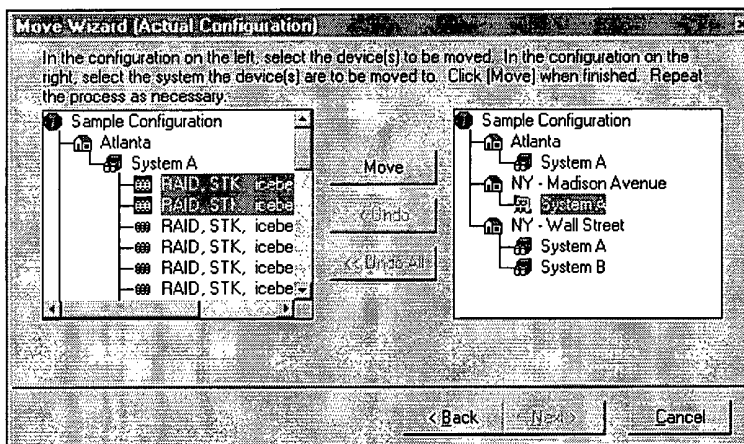 Move Wizard (Actual Configuration)
In the configuration on the left, select the device(s) to be moved. In the configuration on the
right, select the system the device(s) are to be moved to. Click [Move] when finished. Repeat
the process as necessary.
Sample Configuration
Atlanta
System A
RAID, STK, icebe
RAID, STK, icebe
RAID, STK, icebe
RAID, STK, icebe
RAID, STK, icebe
RAID, STK, icebe
Move
< Undo
<< Undo All
Sample Configuration
Atlanta
System A
NY - Madison Avenue
NY - Wall Street
System A
System B
< Back
Next >
Cancel